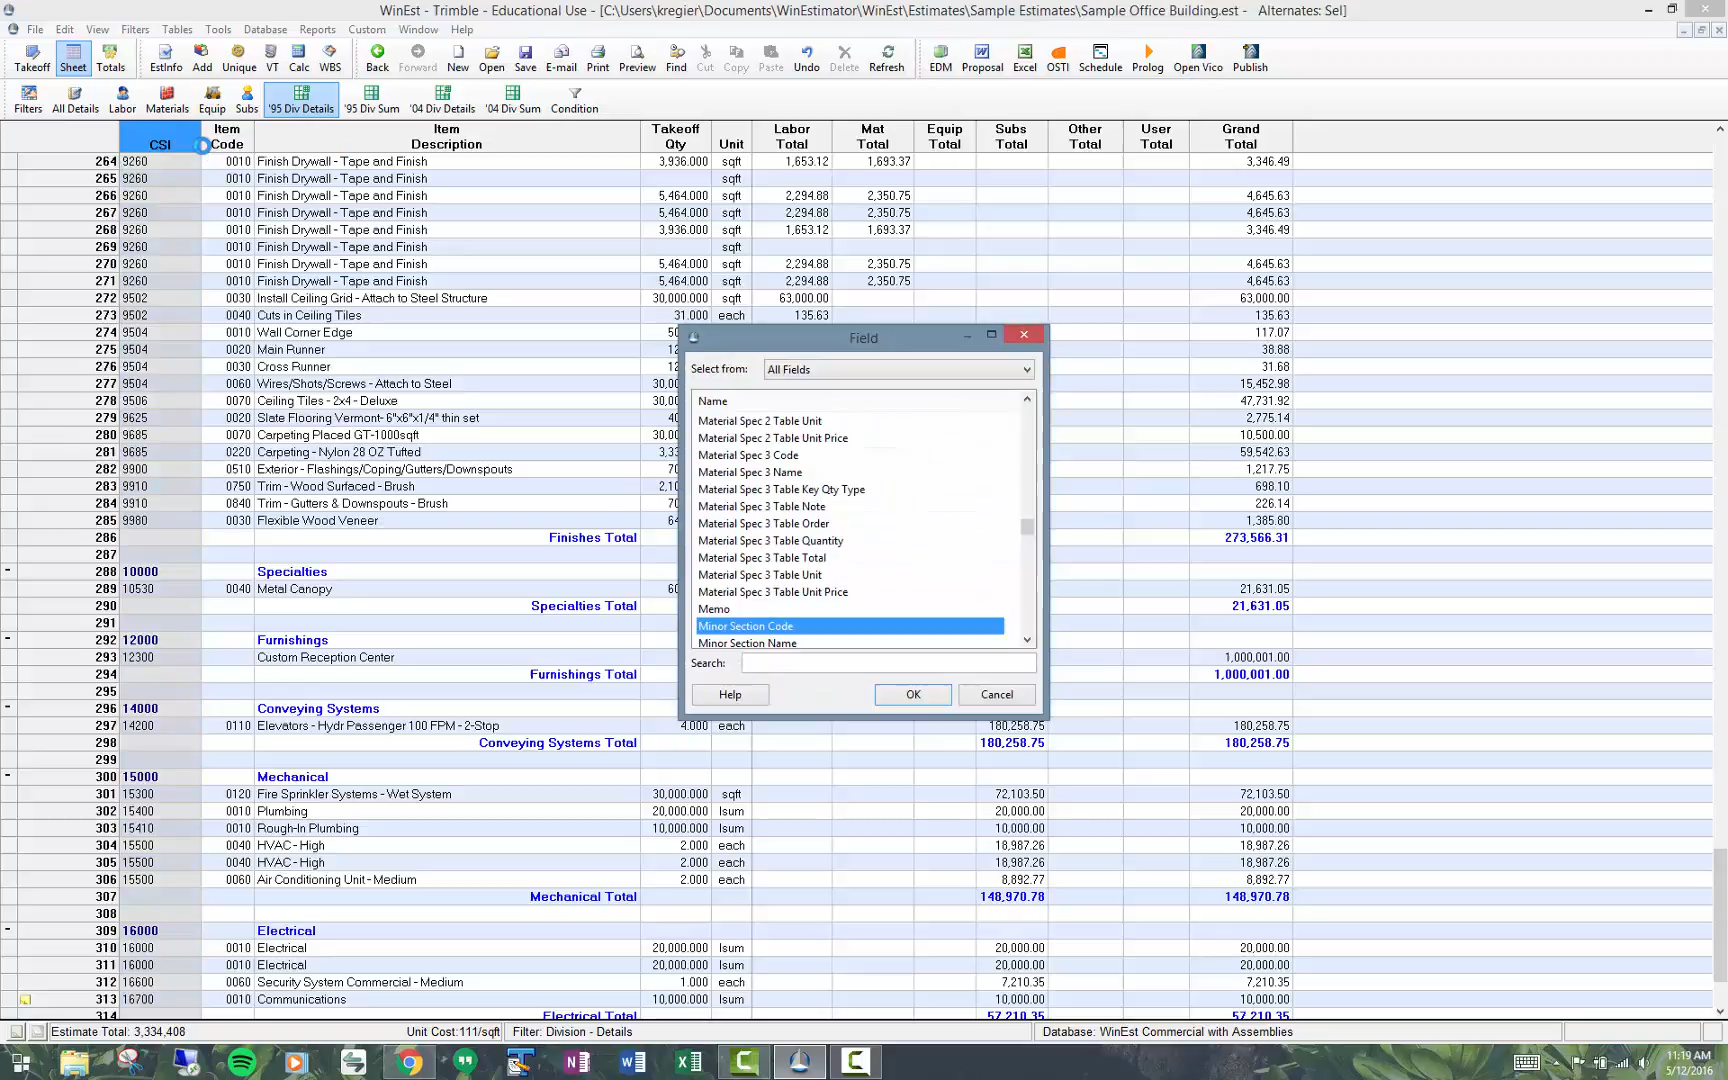 WinEst - Trimble - Educational Use - [C:\Users\kregier\Documents\WinEstimator\WinEst\Estimates\Sample Estimates\Sample Office Building.est - Alternates: Sel]
File Edit View Filters Tables Tools Database Reports Custom Window Help
Takeoff Sheet Totals EstInfo Add Unique VT Calc WBS Back Forward New Open Save E-mail Print Preview Find Cut Copy Paste Undo Delete Refresh EDM Proposal Excel OSTI Schedule Prolog Open Vico Publish
Filters All Details Labor Materials Equip Subs '95 Div Details '95 Div Sum '04 Div Details '04 Div Sum Condition
CSI Item Code Item Description Takeoff Qty Unit Labor Total Mat Total Equip Total Subs Total Other Total User Total Grand Total
264 9260 0010 Finish Drywall - Tape and Finish 3,936.000 sqft 1,653.12 1,693.37 3,346.49
265 9260 0010 Finish Drywall - Tape and Finish sqft
266 9260 0010 Finish Drywall - Tape and Finish 5,464.000 sqft 2,294.88 2,350.75 4,645.63
267 9260 0010 Finish Drywall - Tape and Finish 5,464.000 sqft 2,294.88 2,350.75 4,645.63
268 9260 0010 Finish Drywall - Tape and Finish 3,936.000 sqft 1,653.12 1,693.37 3,346.49
269 9260 0010 Finish Drywall - Tape and Finish sqft
270 9260 0010 Finish Drywall - Tape and Finish 5,464.000 sqft 2,294.88 2,350.75 4,645.63
271 9260 0010 Finish Drywall - Tape and Finish 5,464.000 sqft 2,294.88 2,350.75 4,645.63
272 9502 0030 Install Ceiling Grid - Attach to Steel Structure 30,000.000 sqft 63,000.00 63,000.00
273 9502 0040 Cuts in Ceiling Tiles 31.000 each 135.63 135.63
274 9504 0010 Wall Corner Edge 50 117.07
275 9504 0020 Main Runner 12 38.88
276 9504 0030 Cross Runner 12 31.68
277 9504 0060 Wires/Shots/Screws - Attach to Steel 30,00 15,452.98
278 9506 0070 Ceiling Tiles - 2x4 - Deluxe 30,00 47,731.92
279 9625 0020 Slate Flooring Vermont- 6"x6"x1/4" thin set 40 2,775.14
280 9685 0070 Carpeting Placed GT-1000sqft 30,00 10,500.00
281 9685 0220 Carpeting - Nylon 28 OZ Tufted 3,33 59,542.63
282 9900 0510 Exterior - Flashings/Coping/Gutters/Downspouts 70 1,217.75
283 9910 0750 Trim - Wood Surfaced - Brush 2,10 698.10
284 9910 0840 Trim - Gutters & Downspouts - Brush 70 226.14
285 9980 0030 Flexible Wood Veneer 64 1,385.80
286 Finishes Total 273,566.31
287
288 10000 Specialties
289 10530 0040 Metal Canopy 60 21,631.05
290 Specialties Total 21,631.05
291
292 12000 Furnishings
293 12300 Custom Reception Center 1,000,001.00
294 Furnishings Total 1,000,001.00
295
296 14000 Conveying Systems
297 14200 0110 Elevators - Hydr Passenger 100 FPM - 2-Stop 4.000 each 180,258.75 180,258.75
298 Conveying Systems Total 180,258.75 180,258.75
299
300 15000 Mechanical
301 15300 0120 Fire Sprinkler Systems - Wet System 30,000.000 sqft 72,103.50 72,103.50
302 15400 0010 Plumbing 20,000.000 lsum 20,000.00 20,000.00
303 15410 0010 Rough-In Plumbing 10,000.000 lsum 10,000.00 10,000.00
304 15500 0040 HVAC - High 2.000 each 18,987.26 18,987.26
305 15500 0040 HVAC - High 2.000 each 18,987.26 18,987.26
306 15500 0060 Air Conditioning Unit - Medium 2.000 each 8,892.77 8,892.77
307 Mechanical Total 148,970.78 148,970.78
308
309 16000 Electrical
310 16000 0010 Electrical 20,000.000 lsum 20,000.00 20,000.00
311 16000 0010 Electrical 20,000.000 lsum 20,000.00 20,000.00
312 16600 0060 Security System Commercial - Medium 1.000 each 7,210.35 7,210.35
313 16700 0010 Communications 10,000.000 lsum 10,000.00 10,000.00
314 Electrical Total 57,210.35 57,210.35
Field
Select from: All Fields
Name
Material Spec 2 Table Unit
Material Spec 2 Table Unit Price
Material Spec 3 Code
Material Spec 3 Name
Material Spec 3 Table Key Qty Type
Material Spec 3 Table Note
Material Spec 3 Table Order
Material Spec 3 Table Quantity
Material Spec 3 Table Total
Material Spec 3 Table Unit
Material Spec 3 Table Unit Price
Memo
Minor Section Code
Minor Section Name
Search:
Help OK Cancel
Estimate Total: 3,334,408 Unit Cost:111/sqft Filter: Division - Details Database: WinEst Commercial with Assemblies
11:19 AM
5/12/2016